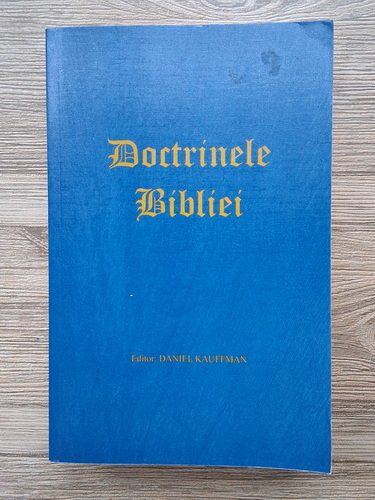 Doctrinele
Bibliei
Editor: DANIEL KAUFFMAN